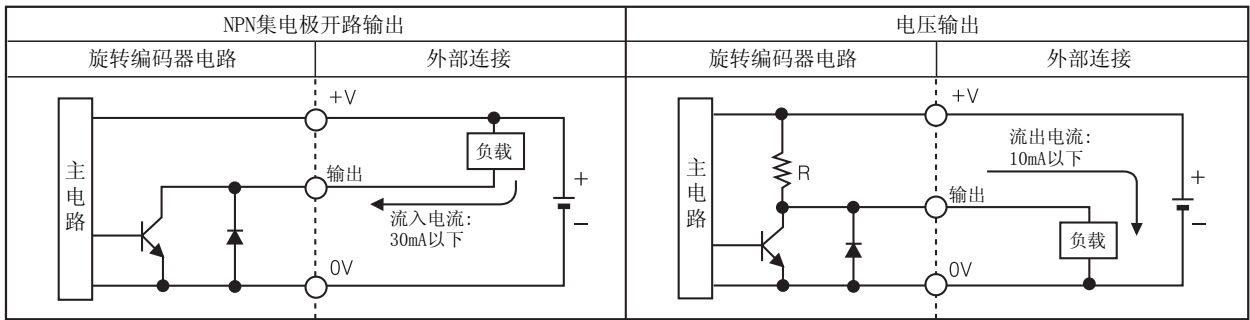 NPN集电极开路输出
旋转编码器电路
外部连接
+V
主电路
负载
输出
+
流入电流:
30mA以下
−
0V
电压输出
旋转编码器电路
外部连接
+V
流出电流:
10mA以下
主电路
R
+
输出
−
负载
0V